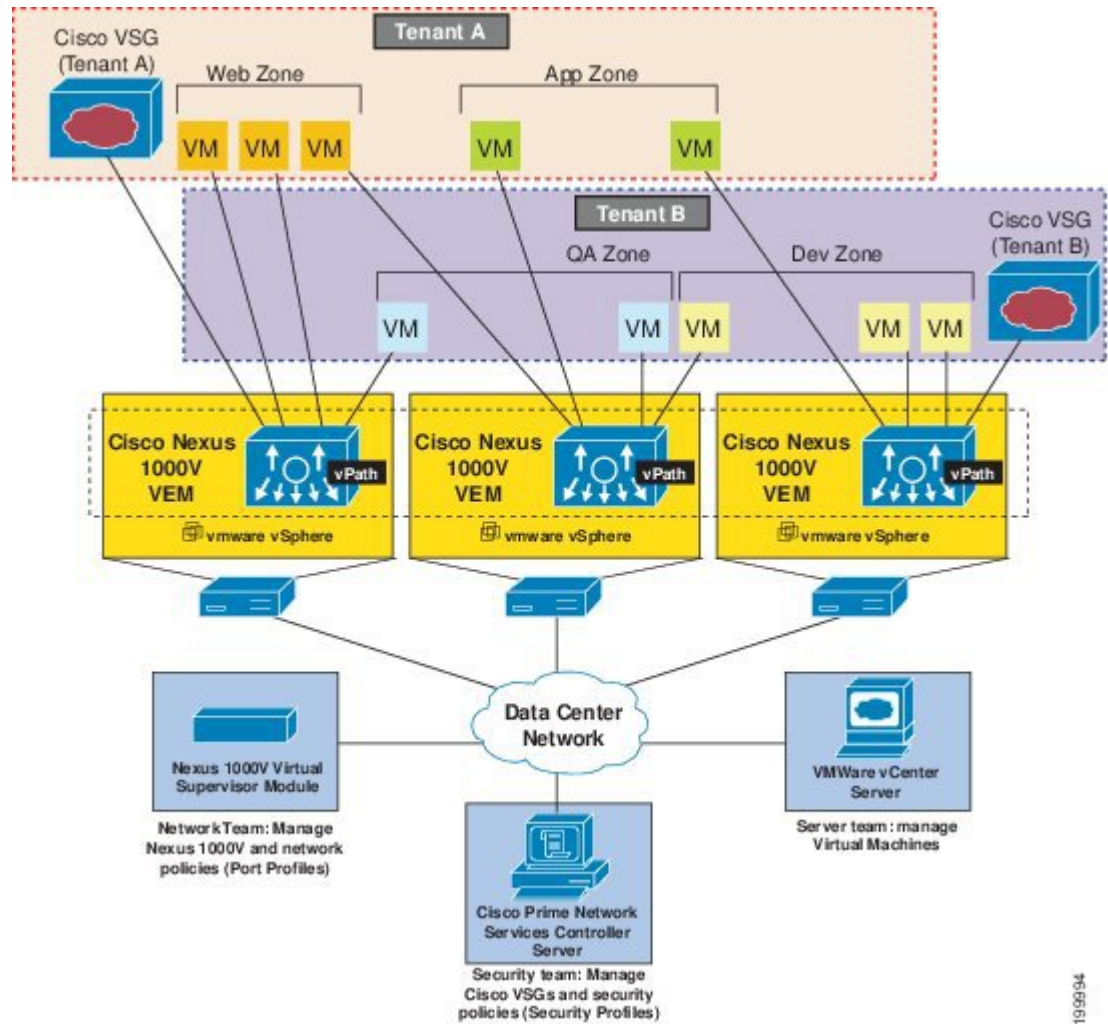 Tenant A
Cisco VSG
(Tenant A)
Web Zone
App Zone
VM
VM
VM
VM
VM
Tenant B
Cisco VSG
(Tenant B)
QA Zone
Dev Zone
VM
VM
VM
VM
VM
Cisco Nexus
1000V
VEM
vPath
vmware vSphere
Cisco Nexus
1000V
VEM
vPath
vmware vSphere
Cisco Nexus
1000V
VEM
vPath
vmware vSphere
Data Center
Network
Nexus 1000V Virtual
Supervisor Module
NetworkTeam: Manage
Nexus 1000V and network
policies (Port Profiles)
VMWare vCenter
Server
Server team : manage
Virtual Machines
Cisco Prime Network
Services Controller
Server
Security team: Manage
Cisco VSGs and security
policies (Security Profiles)
199994